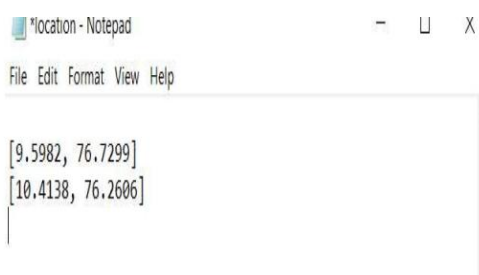 *location - Notepad
File Edit Format View Help
[9.5982, 76.7299]
[10.4138, 76.2606]